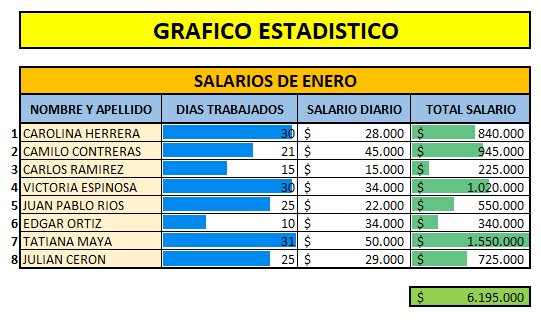 GRAFICO ESTADISTICO
SALARIOS DE ENERO
NOMBRE Y APELLIDO DIAS TRABAJADOS SALARIO DIARIO TOTAL SALARIO
1 CAROLINA HERRERA 30 $ 28.000 $ 840.000
2 CAMILO CONTRERAS 21 $ 45.000 $ 945.000
3 CARLOS RAMIREZ 15 $ 15.000 $ 225.000
4 VICTORIA ESPINOSA 30 $ 34.000 $ 1.020.000
5 JUAN PABLO RIOS 25 $ 22.000 $ 550.000
6 EDGAR ORTIZ 10 $ 34.000 $ 340.000
7 TATIANA MAYA 31 $ 50.000 $ 1.550.000
8 JULIAN CERON 25 $ 29.000 $ 725.000
$ 6.195.000